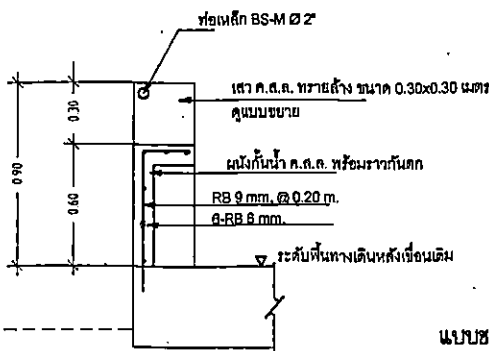 ท่อเหล็ก BS-M Ø 2"
เสา ค.ส.ล. ทรายล้าง ขนาด 0.30x0.30 เมตร
ดูแบบขยาย
0.30
0.90
ผนังกั้นน้ำ ค.ส.ล. พร้อมราวกันตก
0.60
RB 9 mm. @ 0.20 m.
6-RB 6 mm.
ระดับพื้นทางเดินหลังเขื่อนเดิม
แบบข